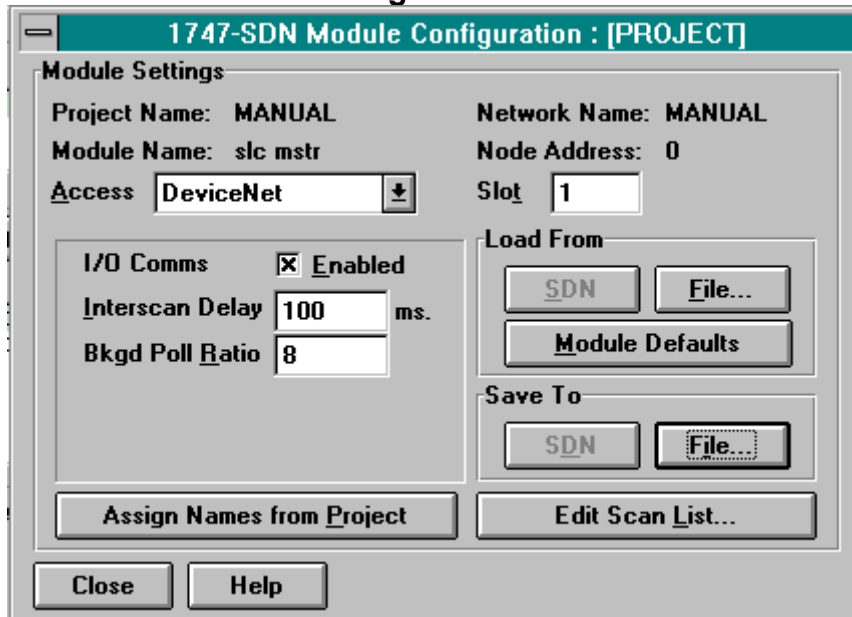 1747-SDN Module Configuration : [PROJECT]
Module Settings
Project Name: MANUAL
Network Name: MANUAL
Module Name: slc mstr
Node Address: 0
Access DeviceNet
Slot 1
I/O Comms Enabled
Interscan Delay 100 ms.
Bkgd Poll Ratio 8
Load From
SDN File...
Module Defaults
Save To
SDN File...
Assign Names from Project
Edit Scan List...
Close Help